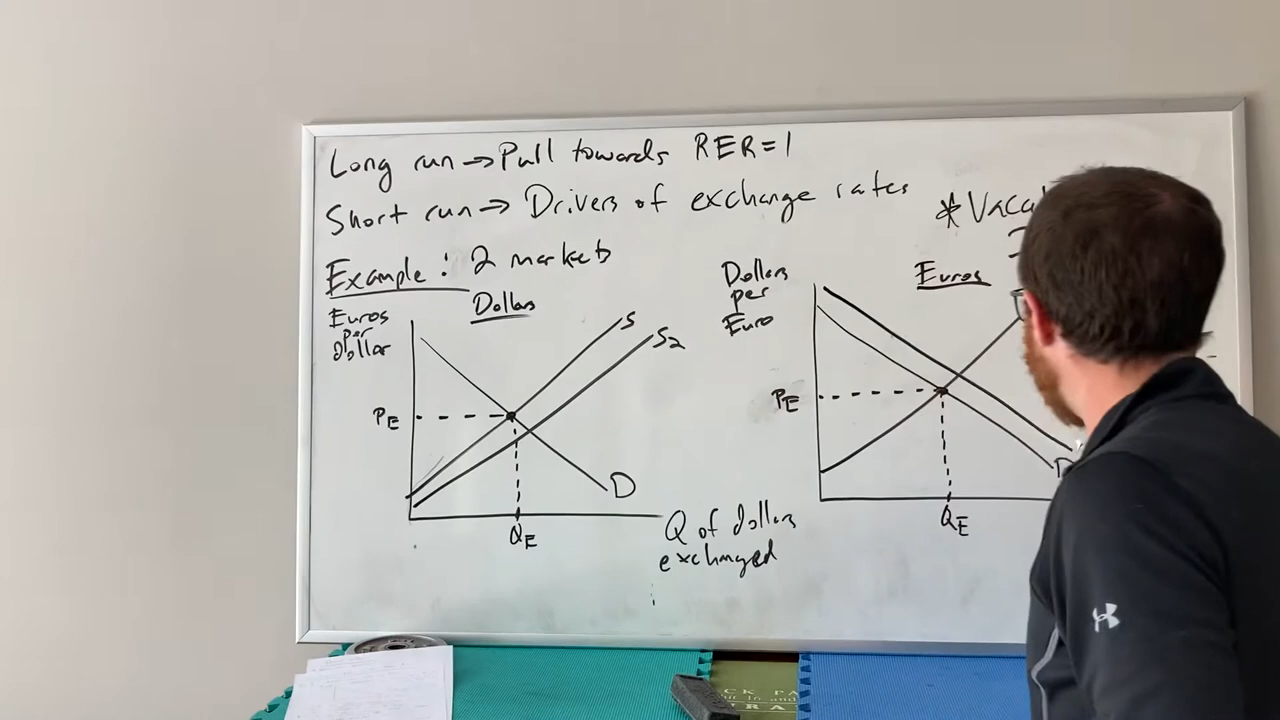 Long run → Pull towards RER = 1
Short run → Drivers of exchange rates
Example : 2 markets
Dollars
Euros
per
dollar
S
S2
PE
D
QE
Q of dollars
exchanged
Dollars
per
Euro
Euros
PE
QE